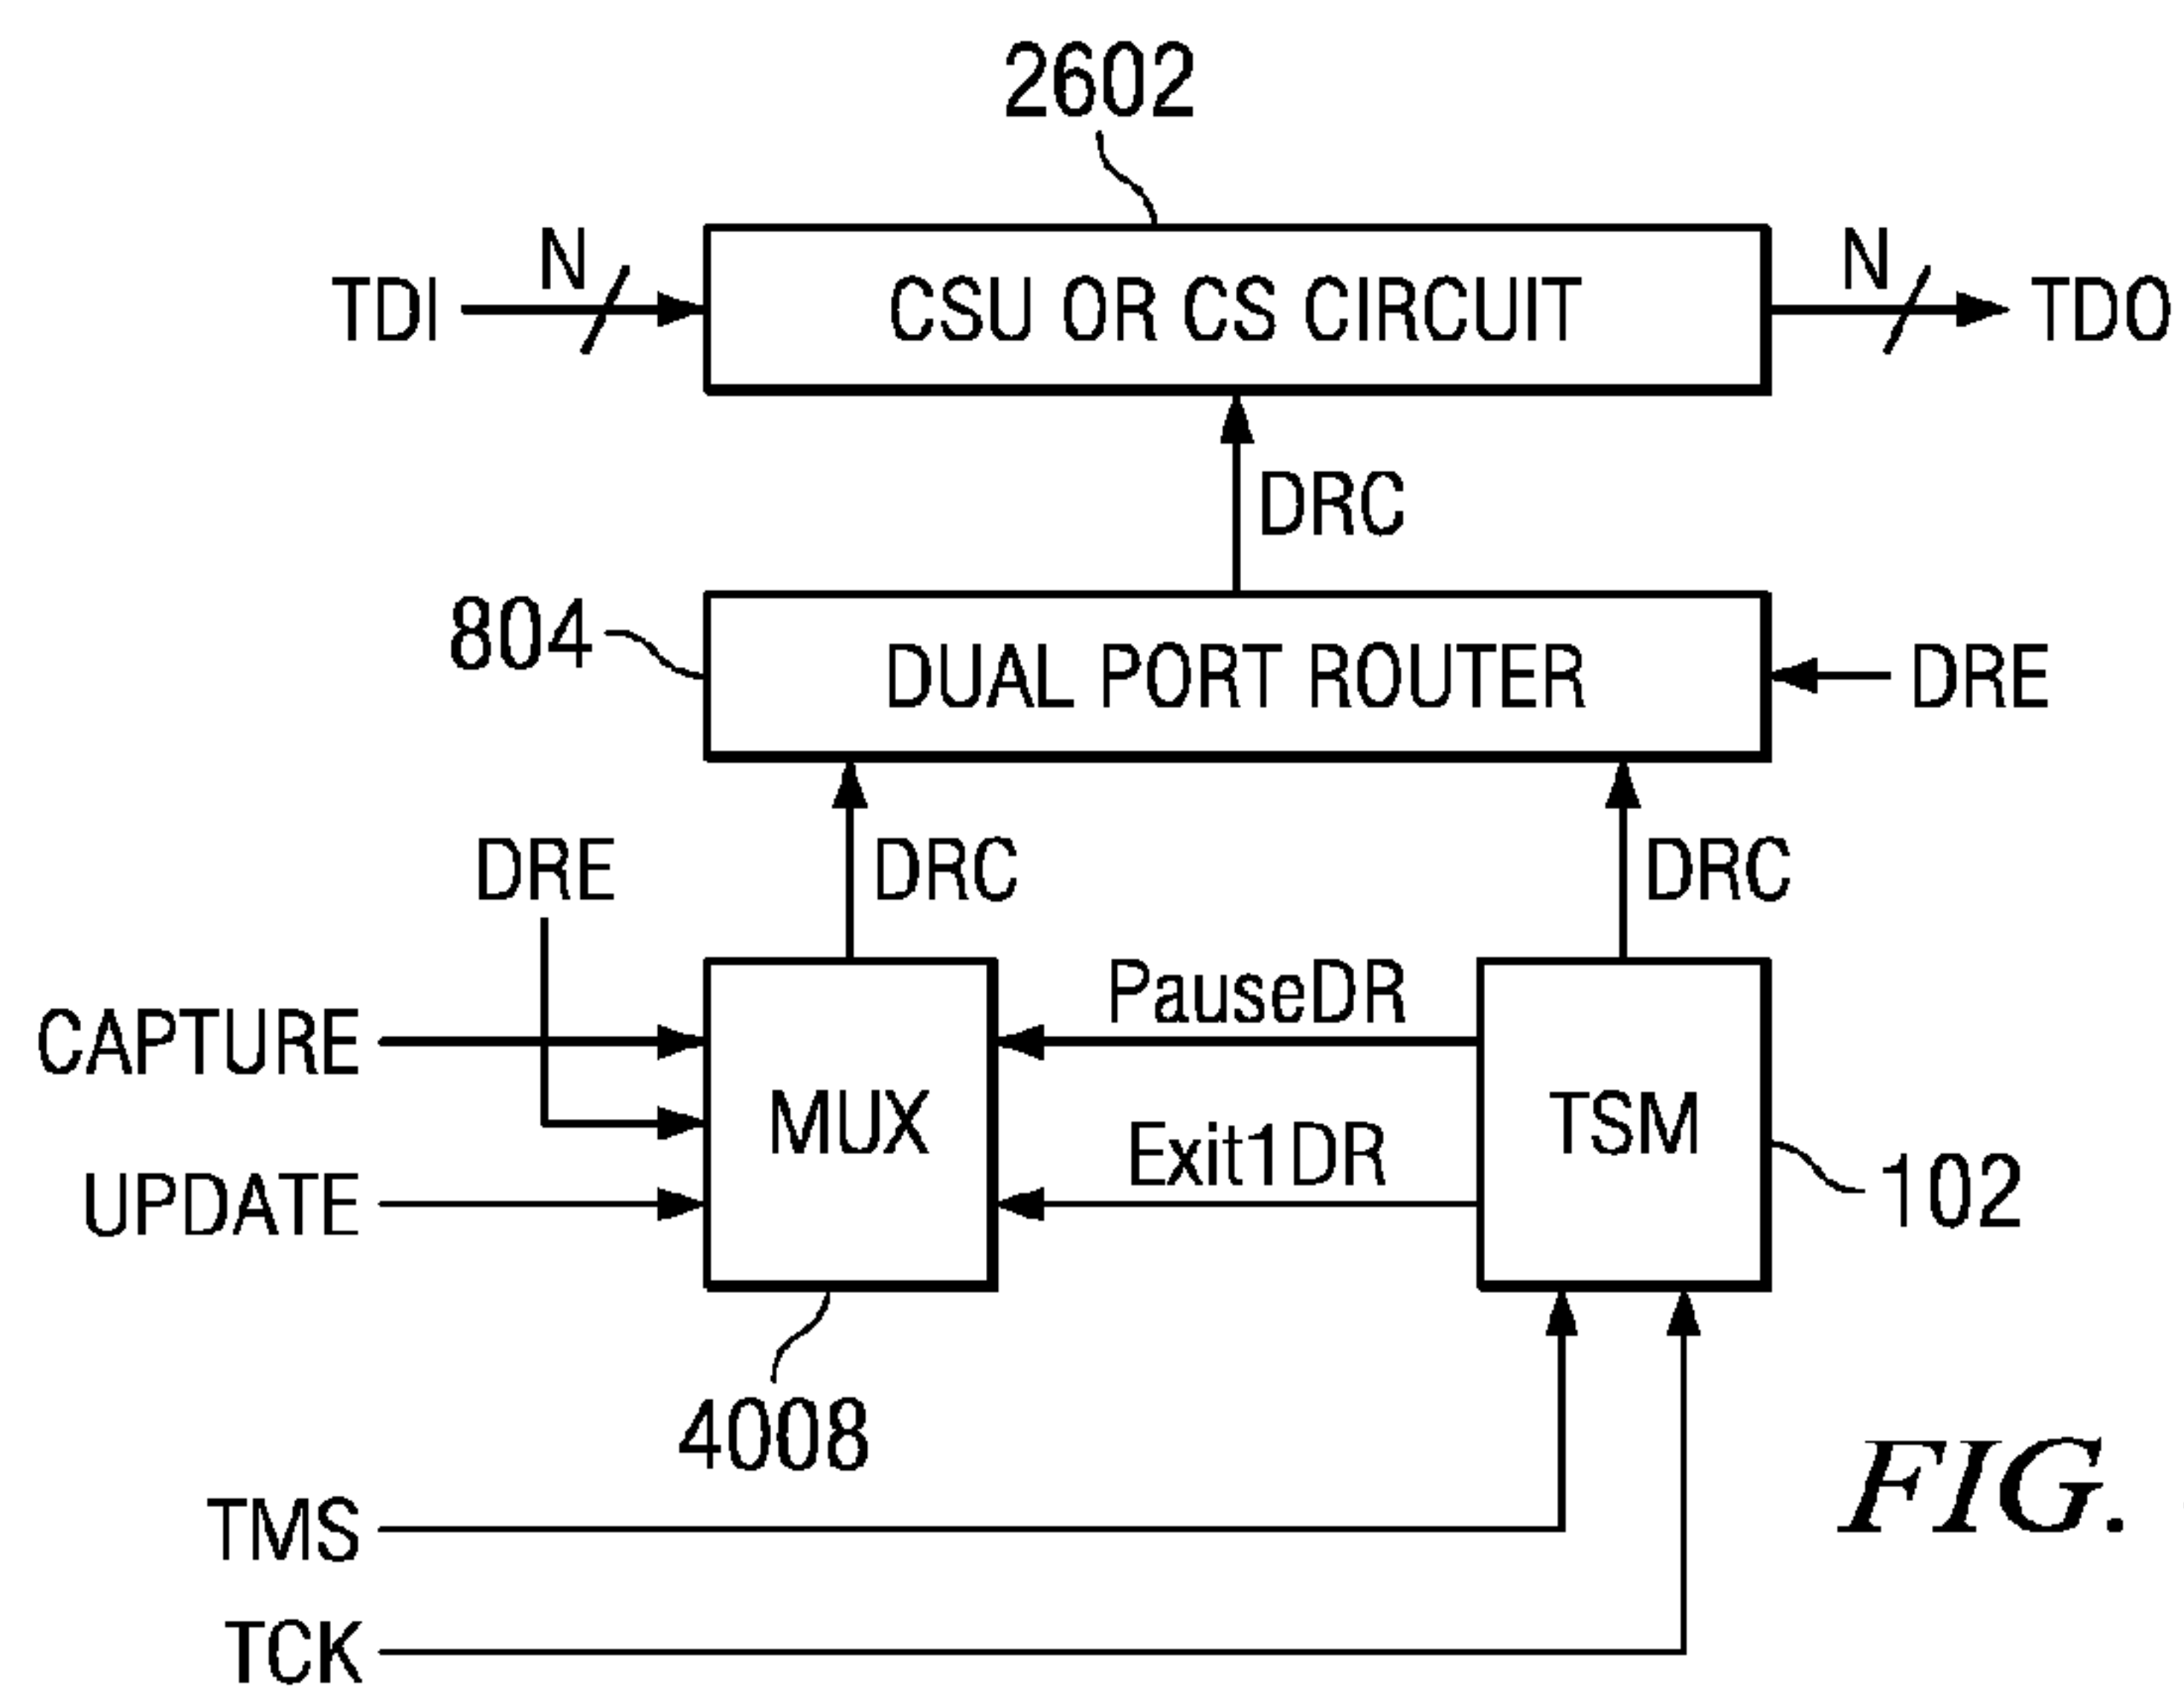 2602
TDI
N
CSU OR CS CIRCUIT
N
TDO
DRC
804
DUAL PORT ROUTER
DRE
DRE
DRC
DRC
CAPTURE
PauseDR
MUX
TSM
Exit1DR
UPDATE
102
4008
TMS
TCK
FIG.